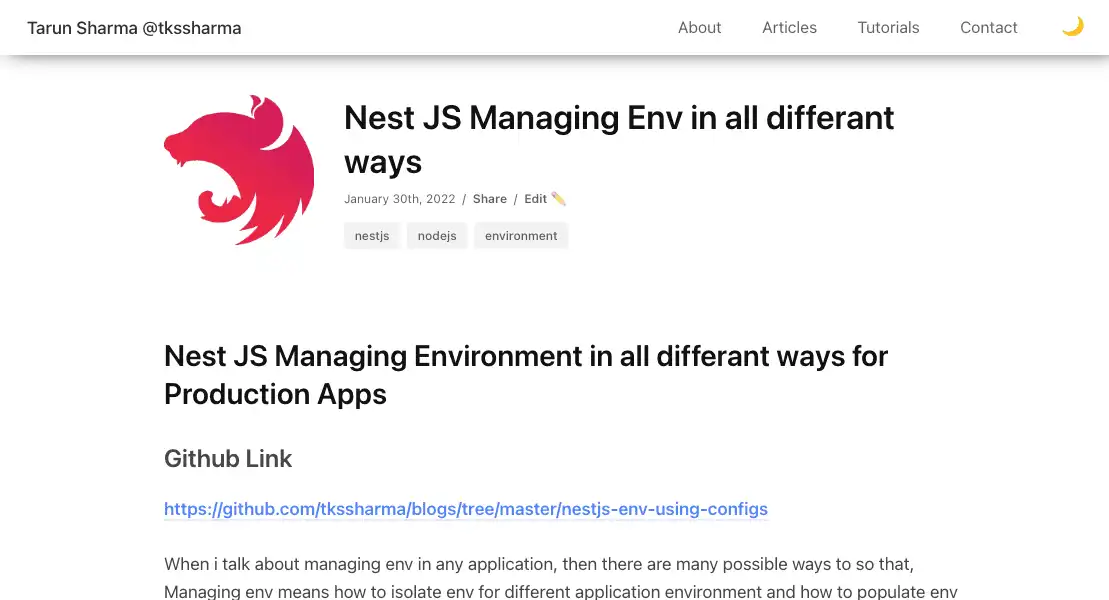 Tarun Sharma @tkssharma
About Articles Tutorials Contact
Nest JS Managing Env in all differant
ways
January 30th, 2022 / Share / Edit
nestjs nodejs environment
Nest JS Managing Environment in all differant ways for
Production Apps
Github Link
https://github.com/tkssharma/blogs/tree/master/nestjs-env-using-configs
When i talk about managing env in any application, then there are many possible ways to so that,
Managing env means how to isolate env for different application environment and how to populate env